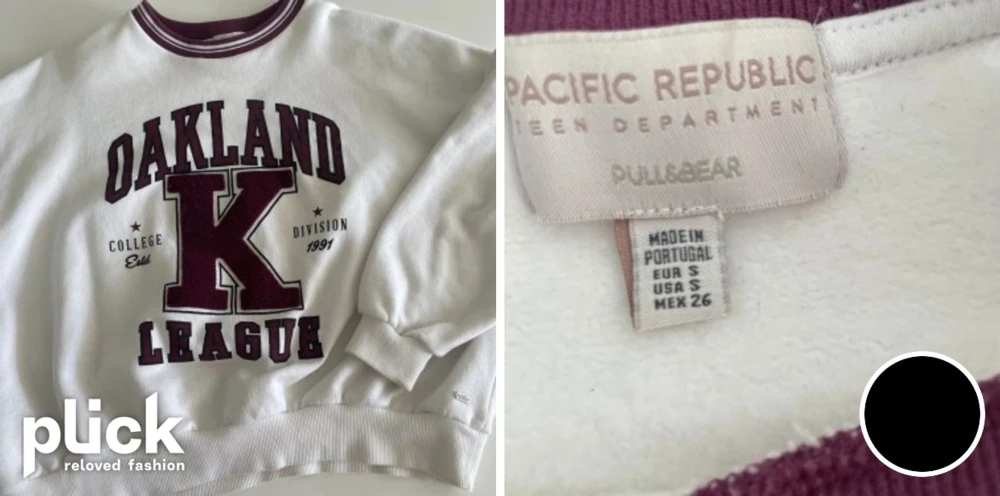 OAKLAND
K
COLLEGE
Estd
DIVISION
1991
LEAGUE
plick
reloved fashion
PACIFIC REPUBLIC
TEEN DEPARTMENT
PULL&BEAR
MADE IN
PORTUGAL
EUR S
USA S
MEX 26